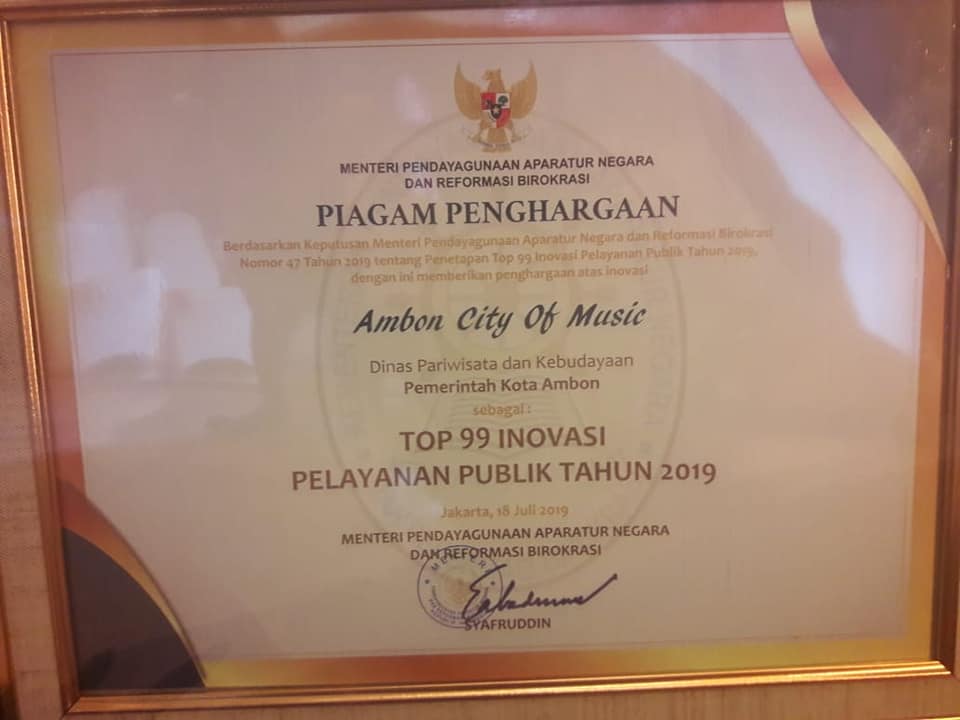 MENTERI PENDAYAGUNAAN APARATUR NEGARA
DAN REFORMASI BIROKRASI
PIAGAM PENGHARGAAN
Berdasarkan Keputusan Menteri Pendayagunaan Aparatur Negara dan Reformasi Birokrasi
Nomor 47 Tahun 2019 tentang Penetapan Top 99 Inovasi Pelayanan Publik Tahun 2019,
dengan ini memberikan penghargaan atas inovasi
Ambon City Of Music
Dinas Pariwisata dan Kebudayaan
Pemerintah Kota Ambon
sebagai :
TOP 99 INOVASI
PELAYANAN PUBLIK TAHUN 2019
Jakarta, 18 Juli 2019
MENTERI PENDAYAGUNAAN APARATUR NEGARA
DAN REFORMASI BIROKRASI
MENTERI
SYAFRUDDIN